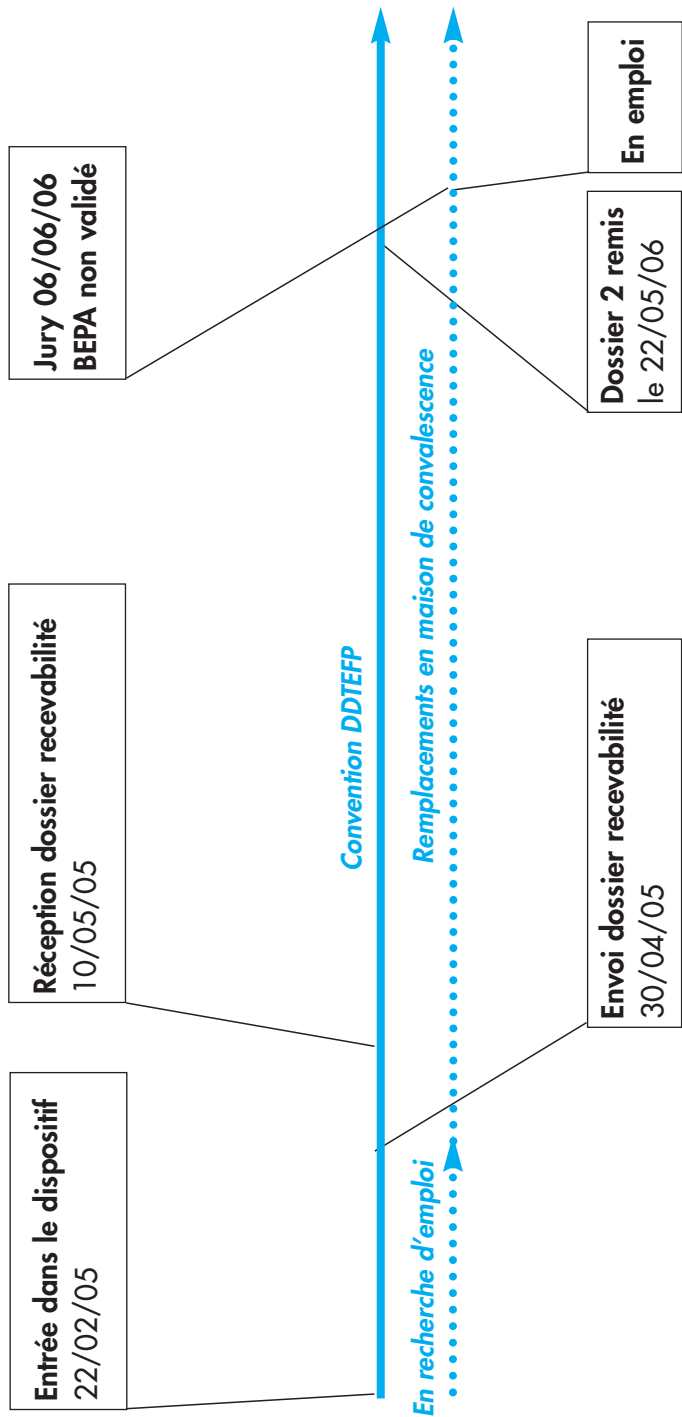 Entrée dans le dispositif
22/02/05
Réception dossier recevabilité
10/05/05
Jury 06/06/06
BEPA non validé
Convention DDTEFP
En recherche d'emploi
Remplacements en maison de convalescence
Envoi dossier recevabilité
30/04/05
Dossier 2 remis
le 22/05/06
En emploi